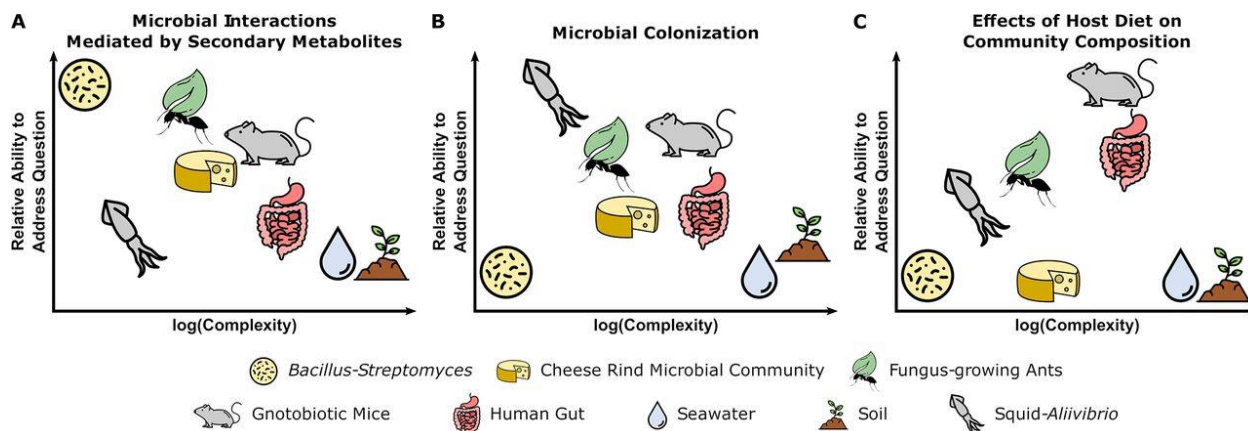 A
Microbial Interactions
Mediated by Secondary Metabolites
Relative Ability to
Address Question
log(Complexity)
B
Microbial Colonization
Relative Ability to
Address Question
log(Complexity)
C
Effects of Host Diet on
Community Composition
Relative Ability to
Address Question
log(Complexity)
Bacillus-Streptomyces
Cheese Rind Microbial Community
Fungus-growing Ants
Gnotobiotic Mice
Human Gut
Seawater
Soil
Squid-Aliivibrio